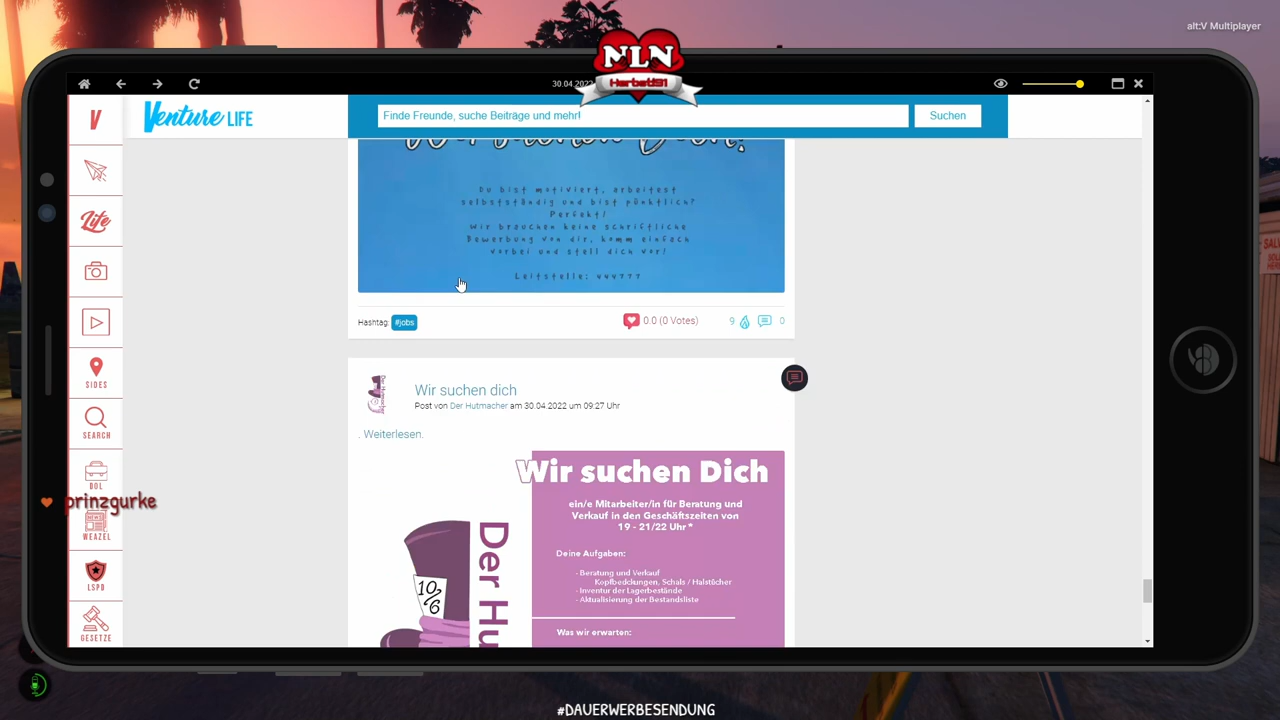 alt:V Multiplayer
NLN
Herbeti91
30.04.2022
V
Venture LIFE
Finde Freunde, suche Beiträge und mehr!
Suchen
Du bist motiviert, arbeitest
selbstständig und bist pünktlich?
Perfekt!
Wir brauchen keine schriftliche
Bewerbung von dir, komm einfach
vorbei und stell dich vor!
Leitstelle: 444777
Life
Hashtag: #jobs
0.0 (0 Votes)
9
0
SIDES
Wir suchen dich
Post von Der Hutmacher am 30.04.2022 um 09:27 Uhr
SEARCH
. Weiterlesen.
Wir suchen Dich
ein/e Mitarbeiter/in für Beratung und
Verkauf in den Geschäftszeiten von
19 - 21/22 Uhr *
BOL
prinzgurke
WEAZEL
Deine Aufgaben:
- Beratung und Verkauf
Kopfbedckungen, Schals / Halstücher
- Inventur der Lagerbestände
- Aktualisierung der Bestandsliste
10/6
Der Hu
LSPD
Was wir erwarten:
GESETZE
#DAUERWERBESENDUNG